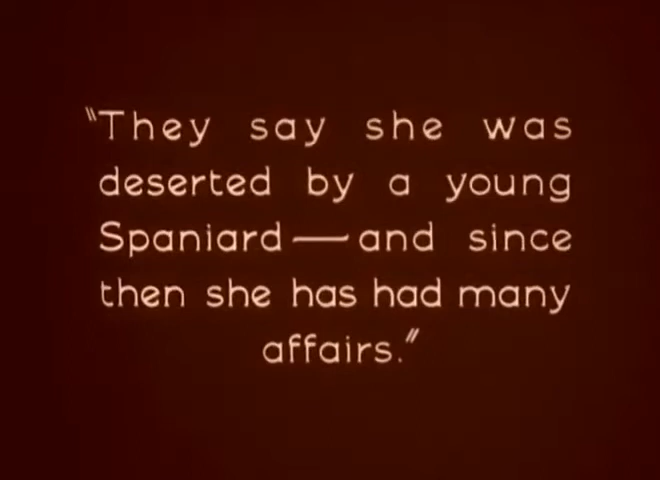 "They say she was
deserted by a young
Spaniard—and since
then she has had many
affairs."